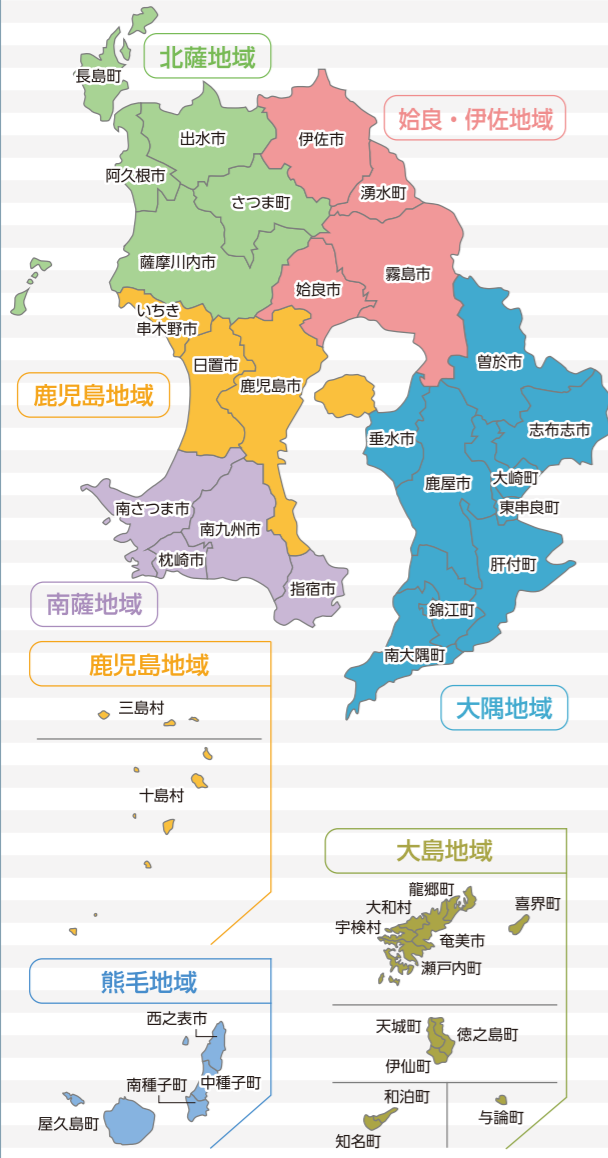 北薩地域
長島町
出水市
阿久根市
さつま町
薩摩川内市
姶良・伊佐地域
伊佐市
湧水町
霧島市
姶良市
鹿児島地域
いちき
串木野市
日置市
鹿児島市
曽於市
志布志市
垂水市
大崎町
鹿屋市
東串良町
肝付町
錦江町
南大隅町
大隅地域
南さつま市
南九州市
枕崎市
指宿市
南薩地域
鹿児島地域
三島村
十島村
熊毛地域
西之表市
南種子町
中種子町
屋久島町
大島地域
龍郷町
大和村
喜界町
宇検村
奄美市
瀬戸内町
天城町
徳之島町
伊仙町
和泊町
与論町
知名町